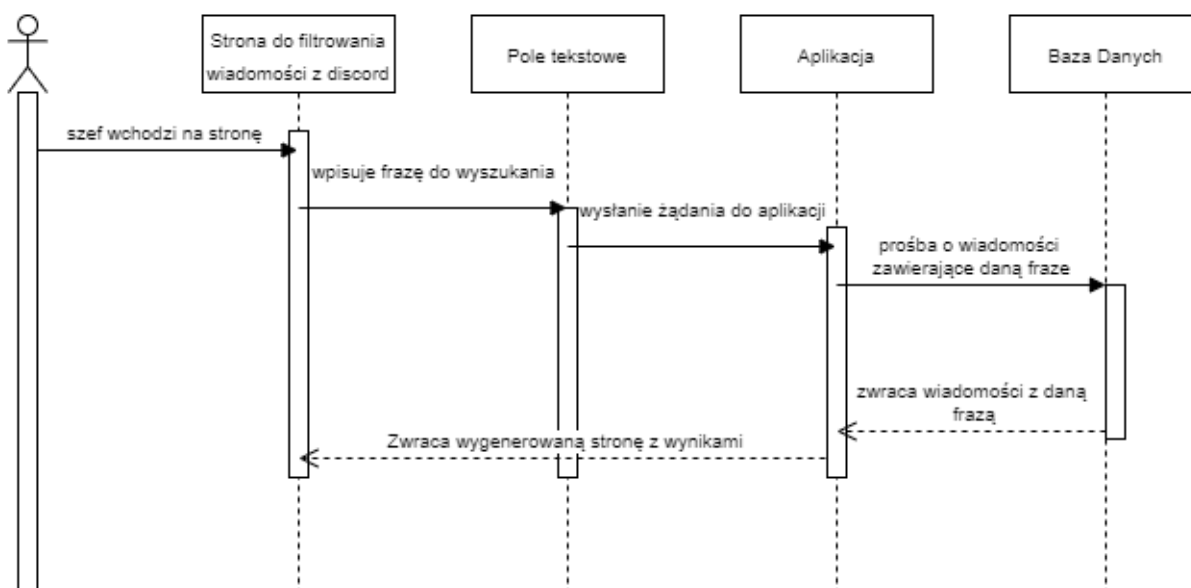 Strona do filtrowania
wiadomości z discord
Pole tekstowe
Aplikacja
Baza Danych
szef wchodzi na stronę
wpisuje frazę do wyszukania
wysłanie żądania do aplikacji
prośba o wiadomości
zawierające daną fraze
zwraca wiadomości z daną
frazą
Zwraca wygenerowaną stronę z wynikami